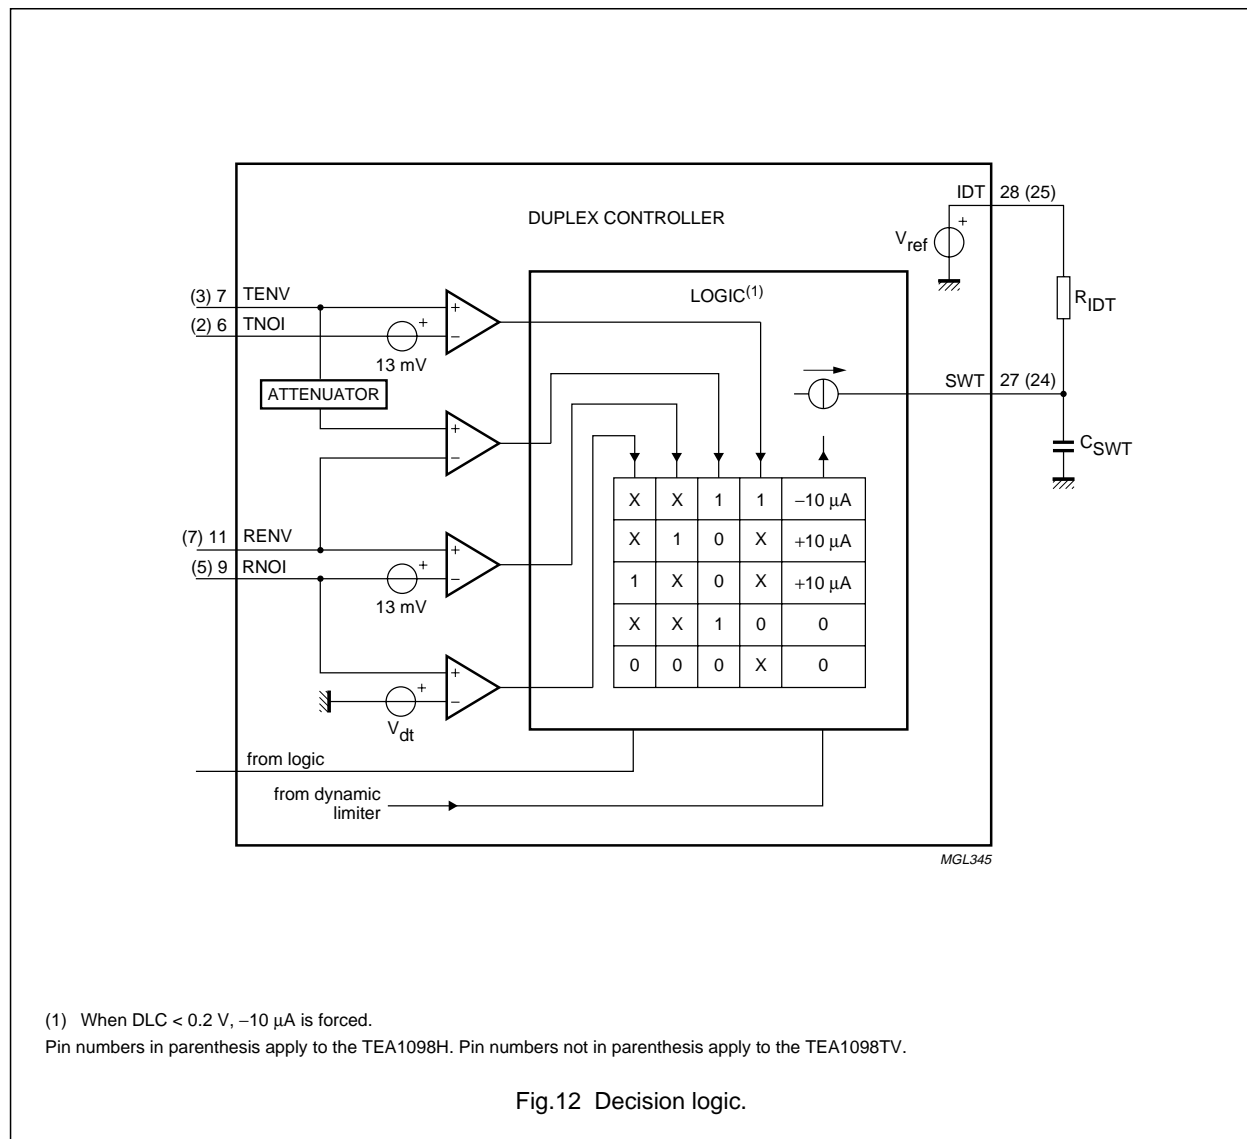 DUPLEX CONTROLLER
IDT 28 (25)
Vref
+
RIDT
LOGIC(1)
(3) 7 TENV
(2) 6 TNOI
+
+
−
13 mV
ATTENUATOR
+
−
SWT 27 (24)
CSWT
(7) 11 RENV
(5) 9 RNOI
+
+
−
13 mV
X X 1 1 −10 μA
X 1 0 X +10 μA
1 X 0 X +10 μA
X X 1 0 0
0 0 0 X 0
+
+
−
Vdt
from logic
from dynamic
limiter
MGL345
(1) When DLC < 0.2 V, −10 μA is forced.
Pin numbers in parenthesis apply to the TEA1098H. Pin numbers not in parenthesis apply to the TEA1098TV.
Fig.12 Decision logic.